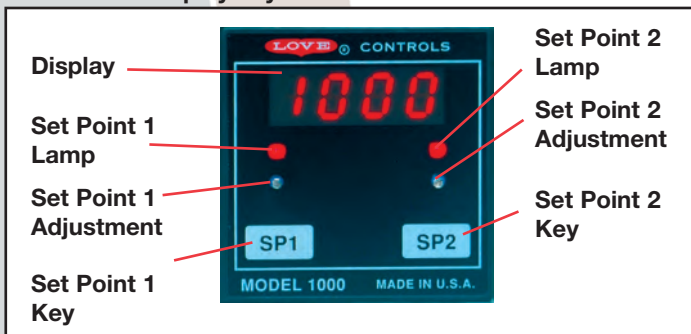 LOVE ® CONTROLS
Display
1000
Set Point 2
Lamp
Set Point 1
Lamp
Set Point 2
Adjustment
Set Point 1
Adjustment
Set Point 2
Key
SP1
SP2
Set Point 1
Key
MODEL 1000
MADE IN U.S.A.